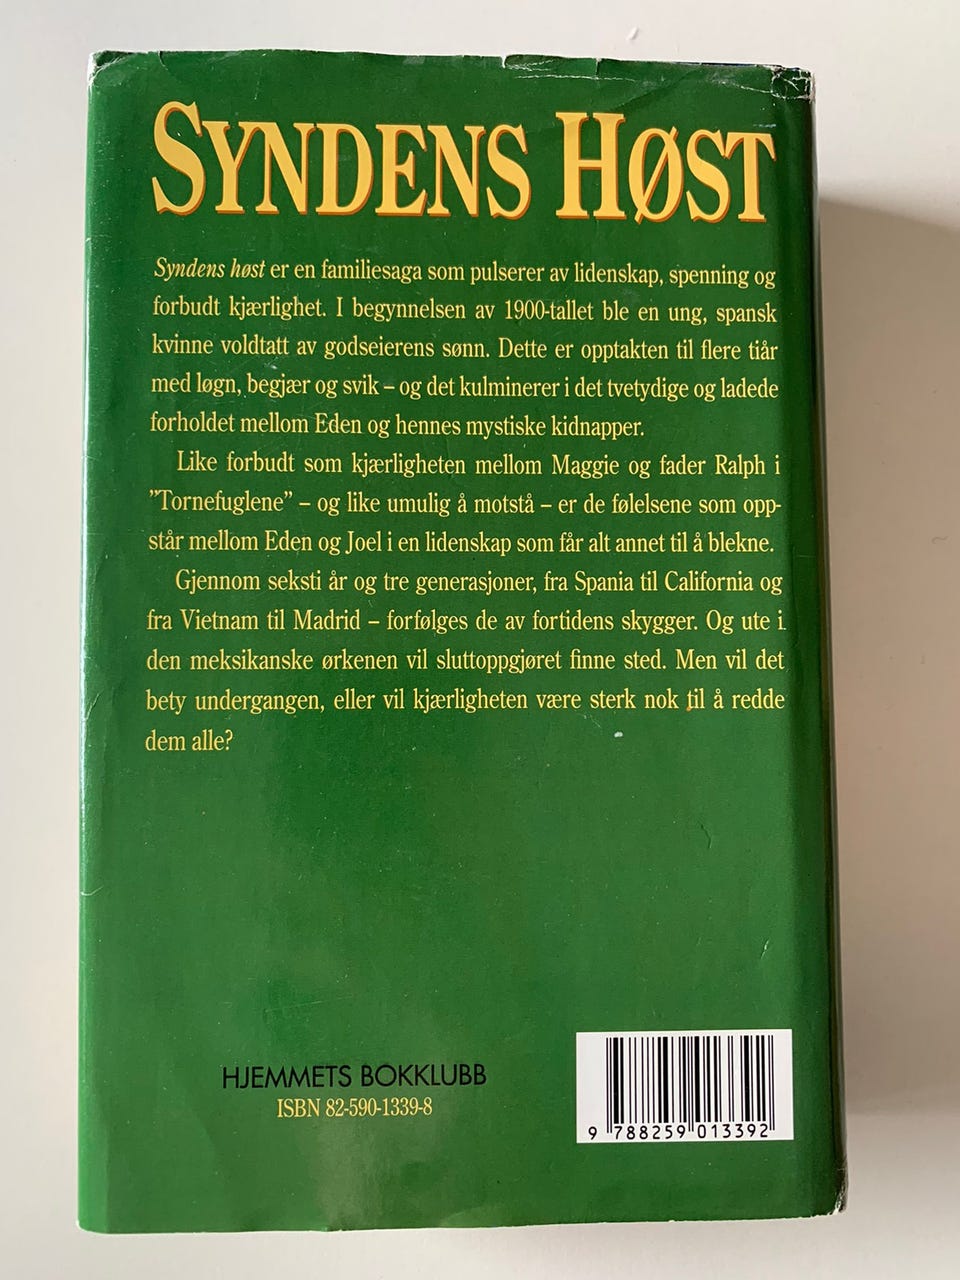 SYNDENS HØST
Syndens høst er en familiesaga som pulserer av lidenskap, spenning og
forbudt kjærlighet. I begynnelsen av 1900-tallet ble en ung, spansk
kvinne voldtatt av godseierens sønn. Dette er opptakten til flere tiår
med løgn, begjær og svik – og det kulminerer i det tvetydige og ladede
forholdet mellom Eden og hennes mystiske kidnapper.
Like forbudt som kjærligheten mellom Maggie og fader Ralph i
”Tornefuglene” – og like umulig å motstå – er de følelsene som opp-
står mellom Eden og Joel i en lidenskap som får alt annet til å blekne.
Gjennom seksti år og tre generasjoner, fra Spania til California og
fra Vietnam til Madrid – forfølges de av fortidens skygger. Og ute i
den meksikanske ørkenen vil sluttoppgjøret finne sted. Men vil det
bety undergangen, eller vil kjærligheten være sterk nok til å redde
dem alle?
HJEMMETS BOKKLUBB
ISBN 82-590-1339-8
9 788259 013392